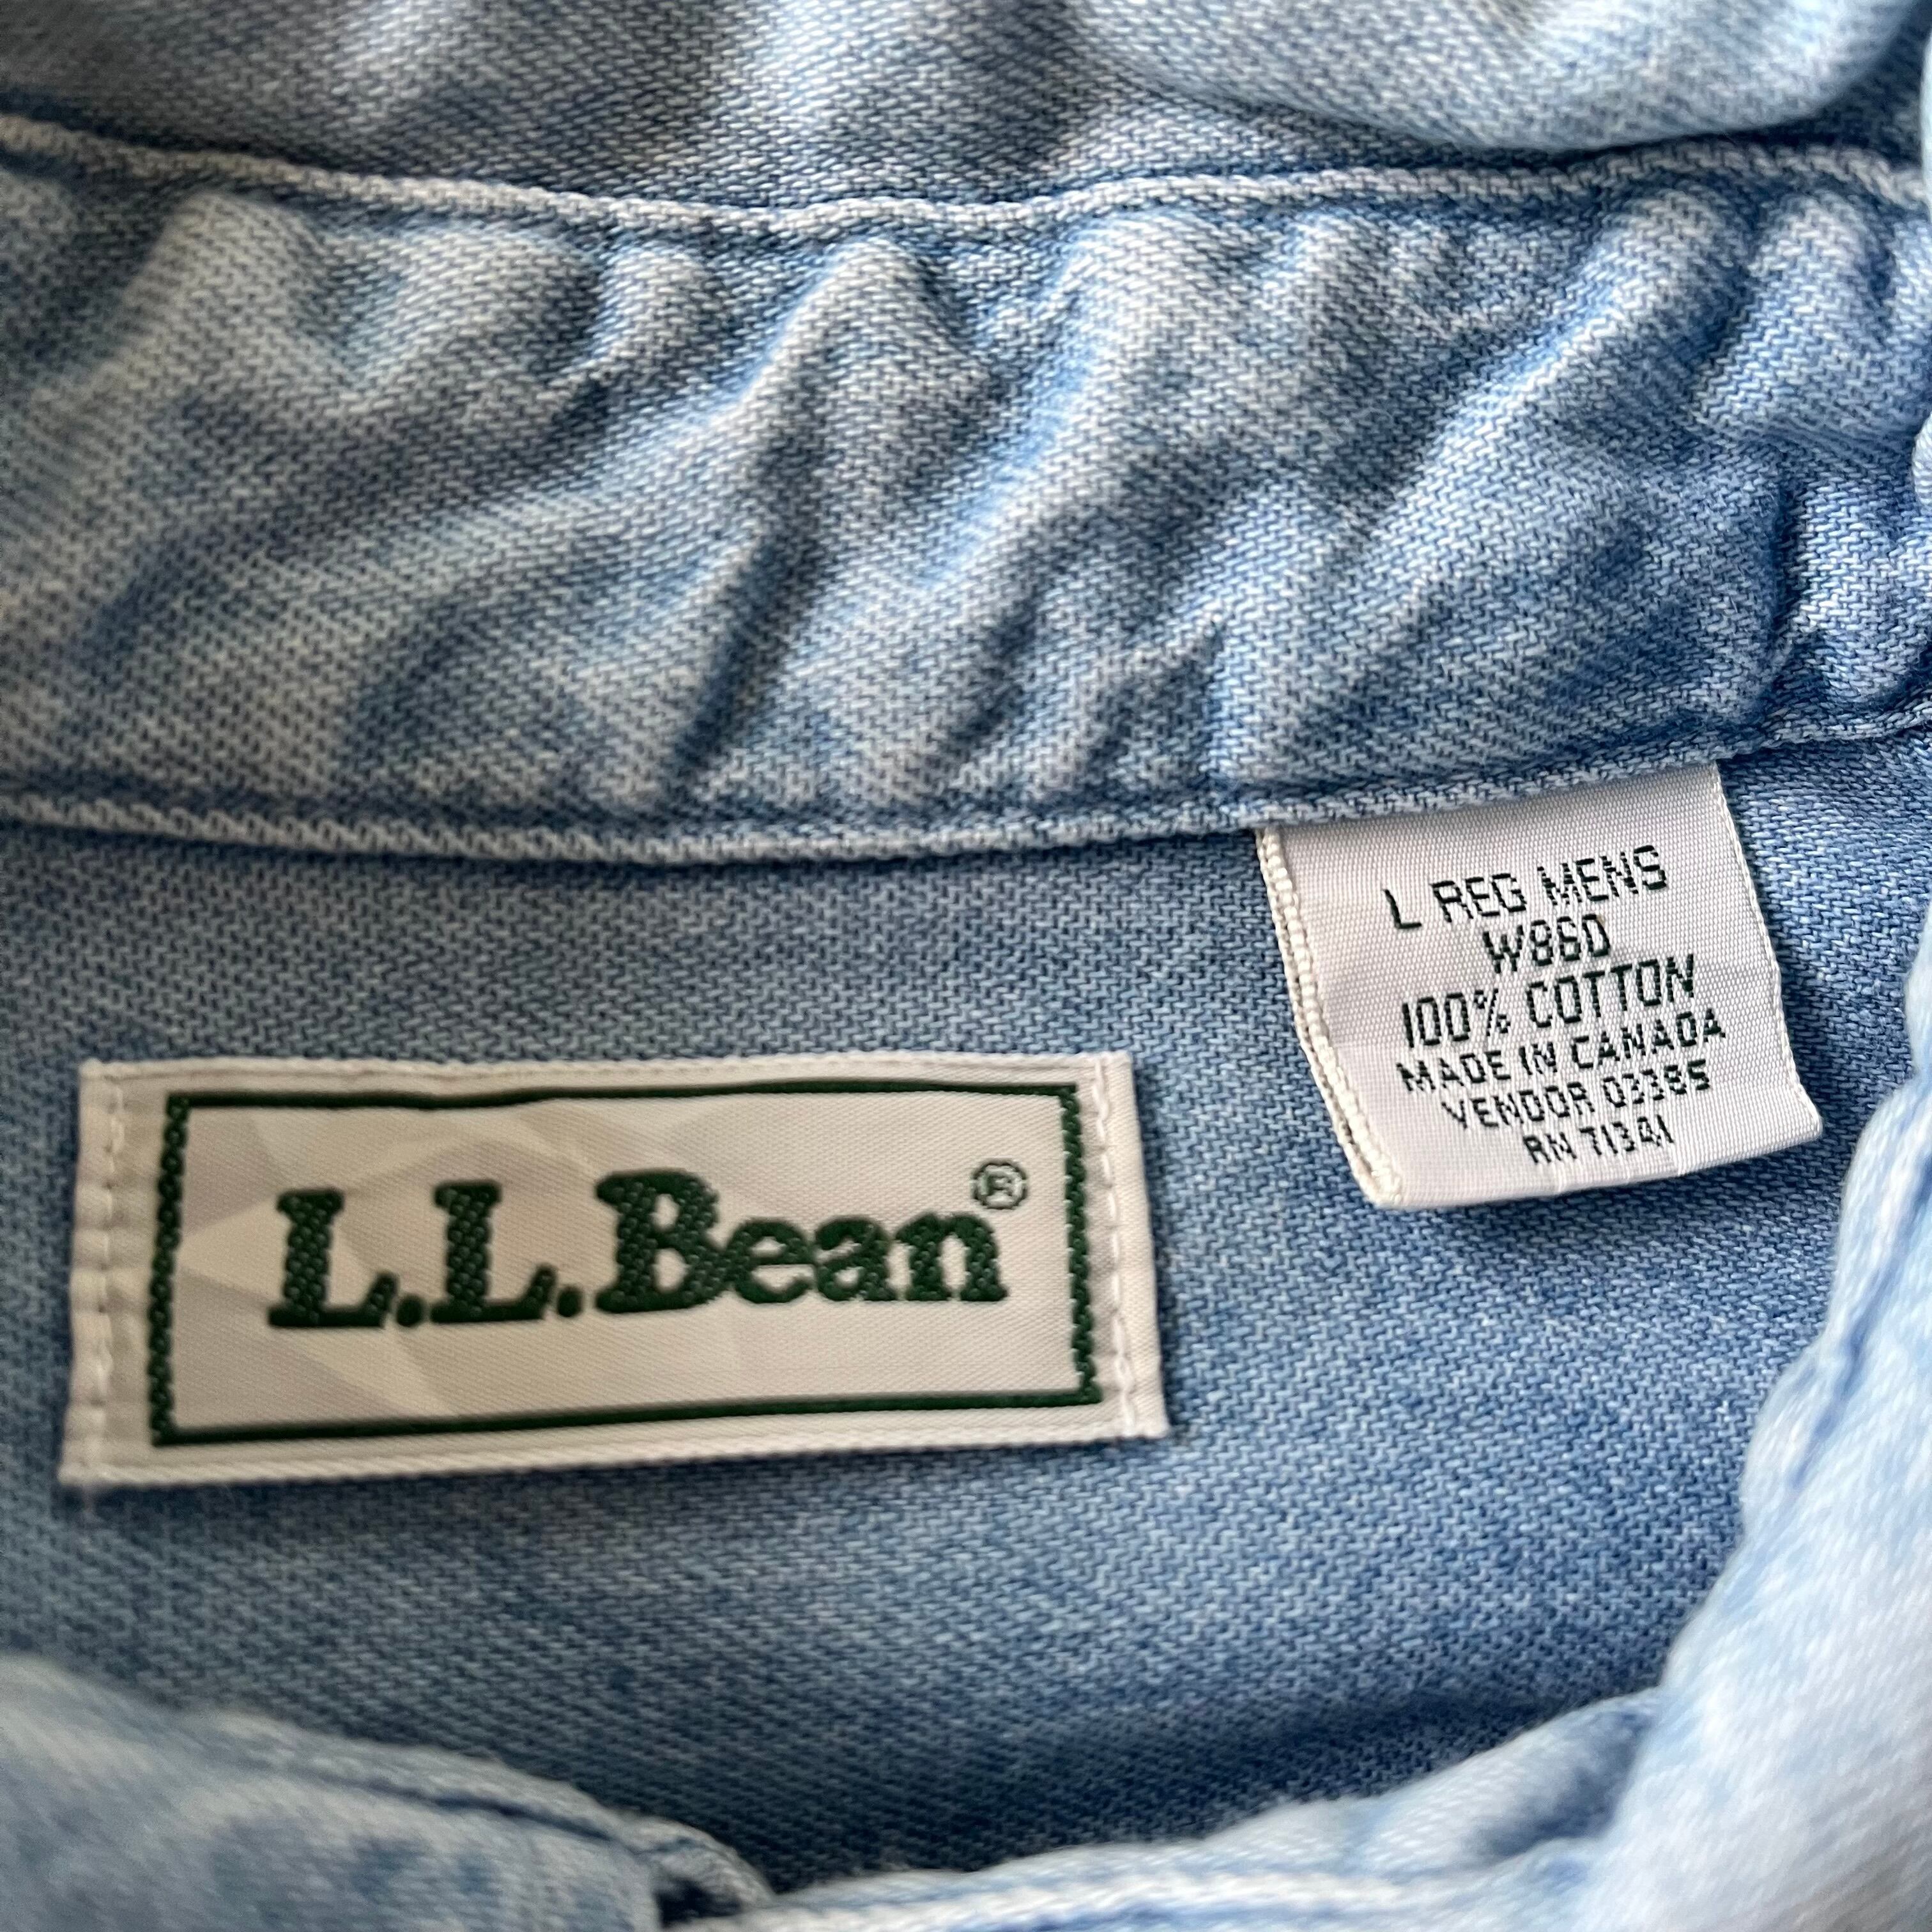 L REG MENS
W860
100% COTTON
MADE IN CANADA
VENDOR 03385
RN 71341
L.L.Bean®